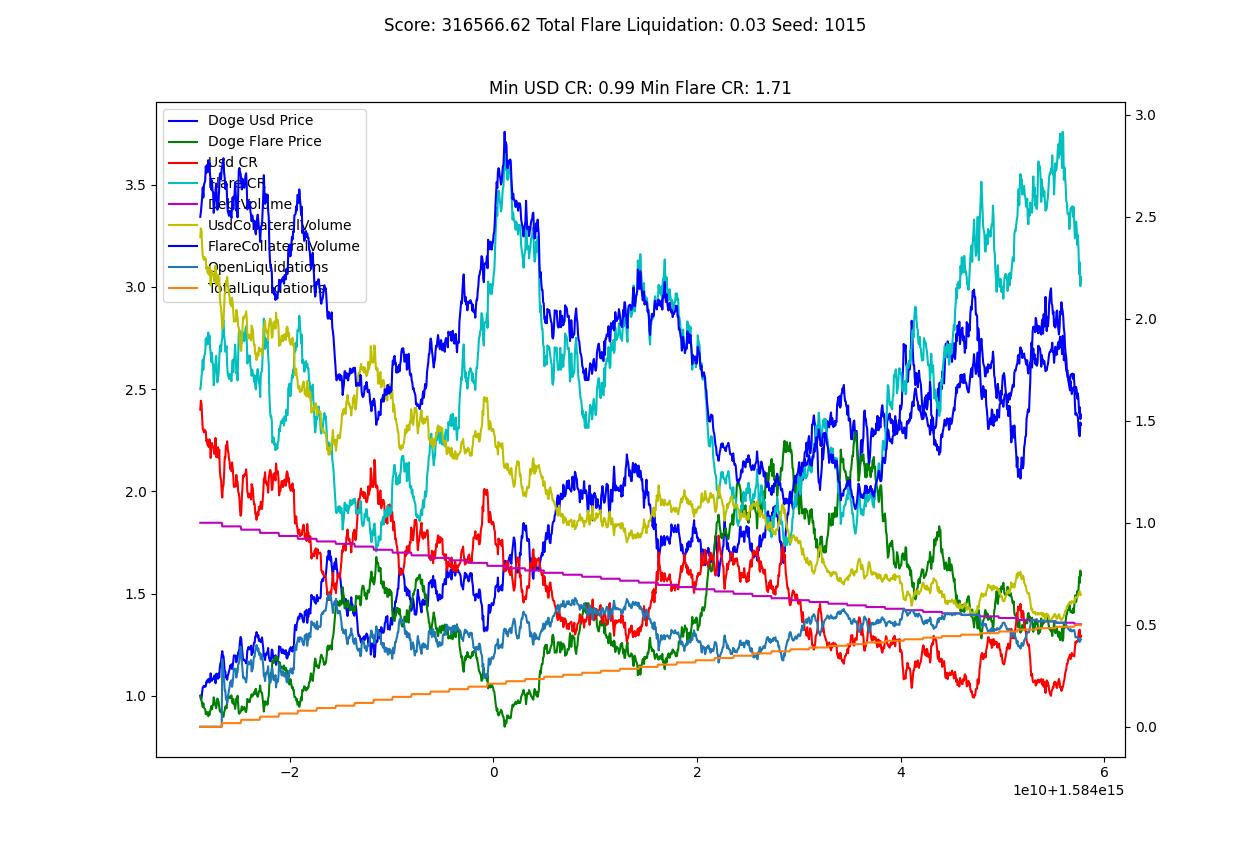 Score: 316566.62 Total Flare Liquidation: 0.03 Seed: 1015
Min USD CR: 0.99 Min Flare CR: 1.71
Doge Usd Price
Doge Flare Price
Usd CR
Flare CR
DebtVolume
UsdCollateralVolume
FlareCollateralVolume
OpenLiquidations
TotalLiquidations
3.5
3.0
2.5
2.0
1.5
1.0
3.0
2.5
2.0
1.5
1.0
0.5
0.0
−2 0 2 4 6
1e10+1.584e15